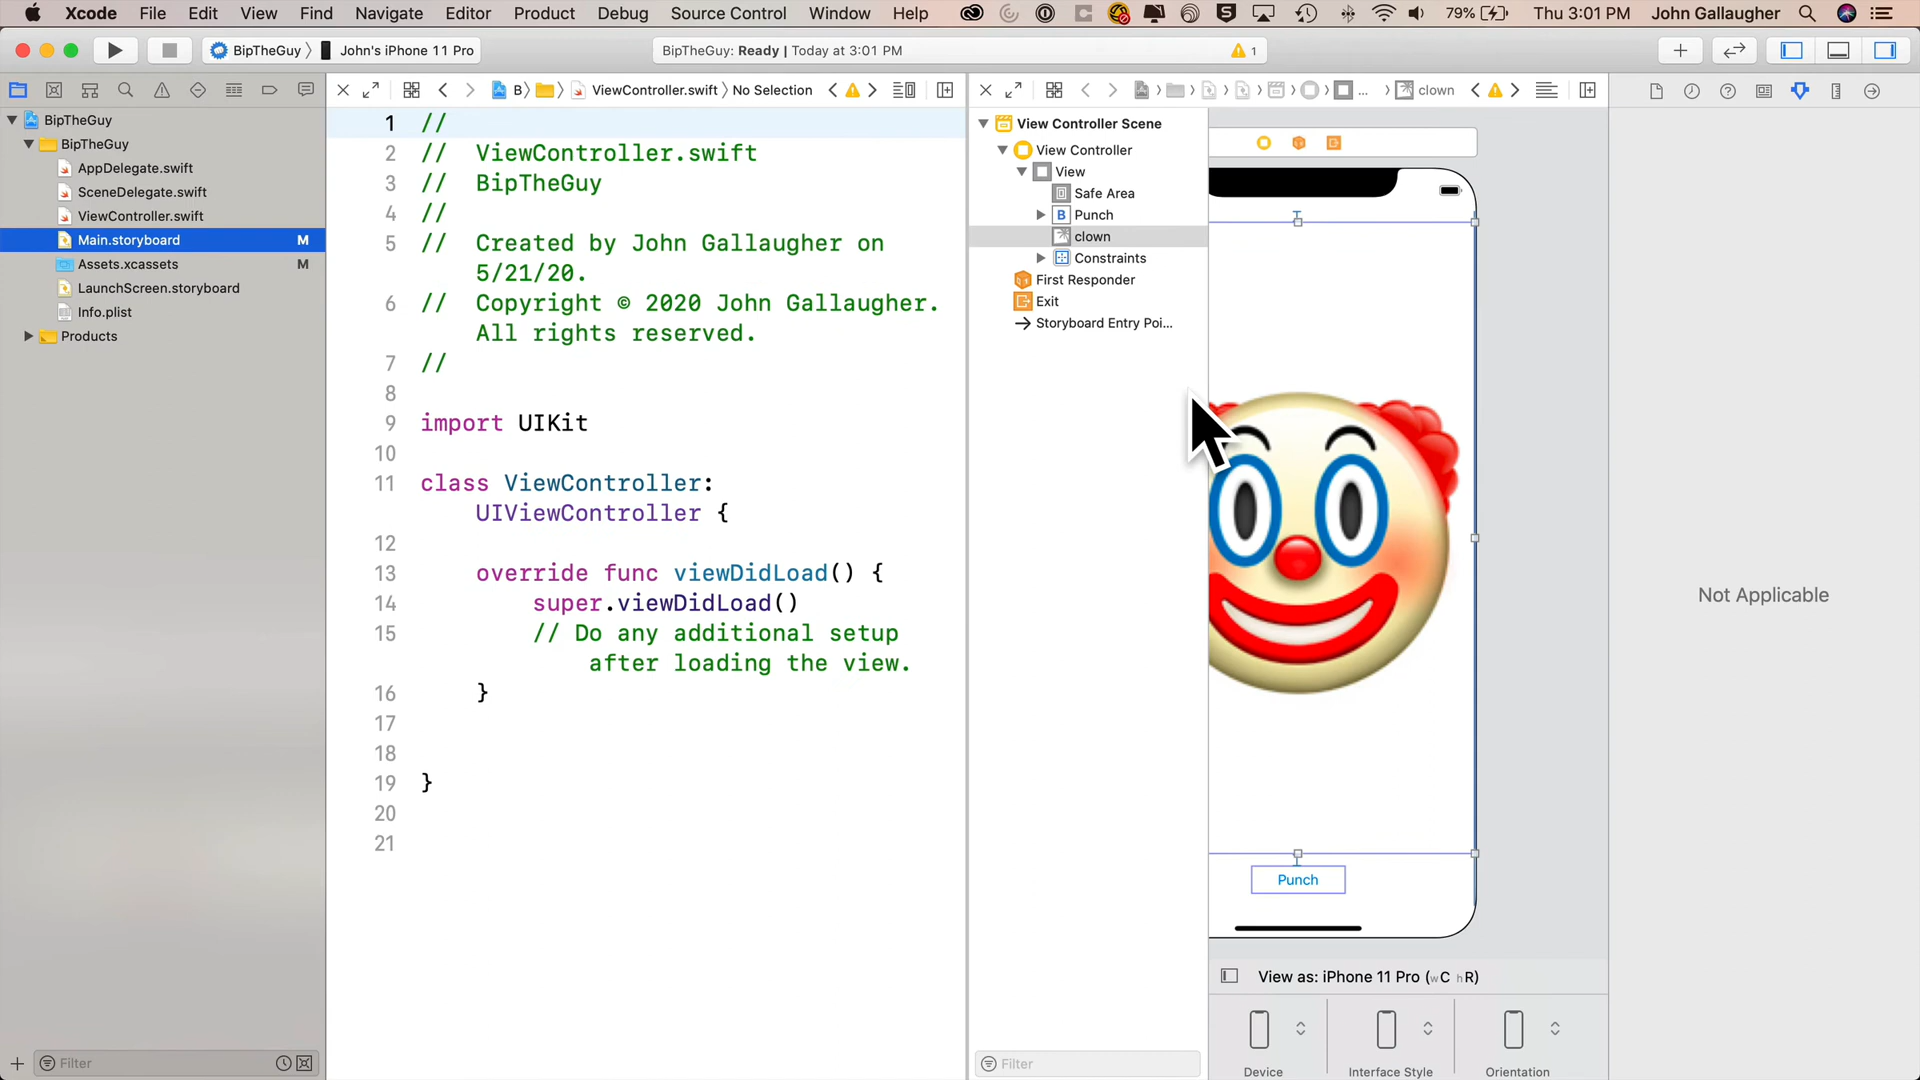 Xcode File Edit View Find Navigate Editor Product Debug Source Control Window Help 79% Thu 3:01 PM John Gallaugher
BipTheGuy John's iPhone 11 Pro BipTheGuy: Ready | Today at 3:01 PM 1
B ViewController.swift No Selection ... clown
BipTheGuy
BipTheGuy
AppDelegate.swift
SceneDelegate.swift
ViewController.swift
Main.storyboard M
Assets.xcassets M
LaunchScreen.storyboard
Info.plist
Products
Filter
1 //
2 // ViewController.swift
3 // BipTheGuy
4 //
5 // Created by John Gallaugher on
5/21/20.
6 // Copyright © 2020 John Gallaugher.
All rights reserved.
7 //
8
9 import UIKit
10
11 class ViewController:
UIViewController {
12
13 override func viewDidLoad() {
14 super.viewDidLoad()
15 // Do any additional setup
after loading the view.
16 }
17
18
19 }
20
21
View Controller Scene
View Controller
View
Safe Area
B Punch
clown
Constraints
First Responder
Exit
Storyboard Entry Poi...
Filter
Punch
View as: iPhone 11 Pro (wC hR)
Device Interface Style Orientation
Not Applicable